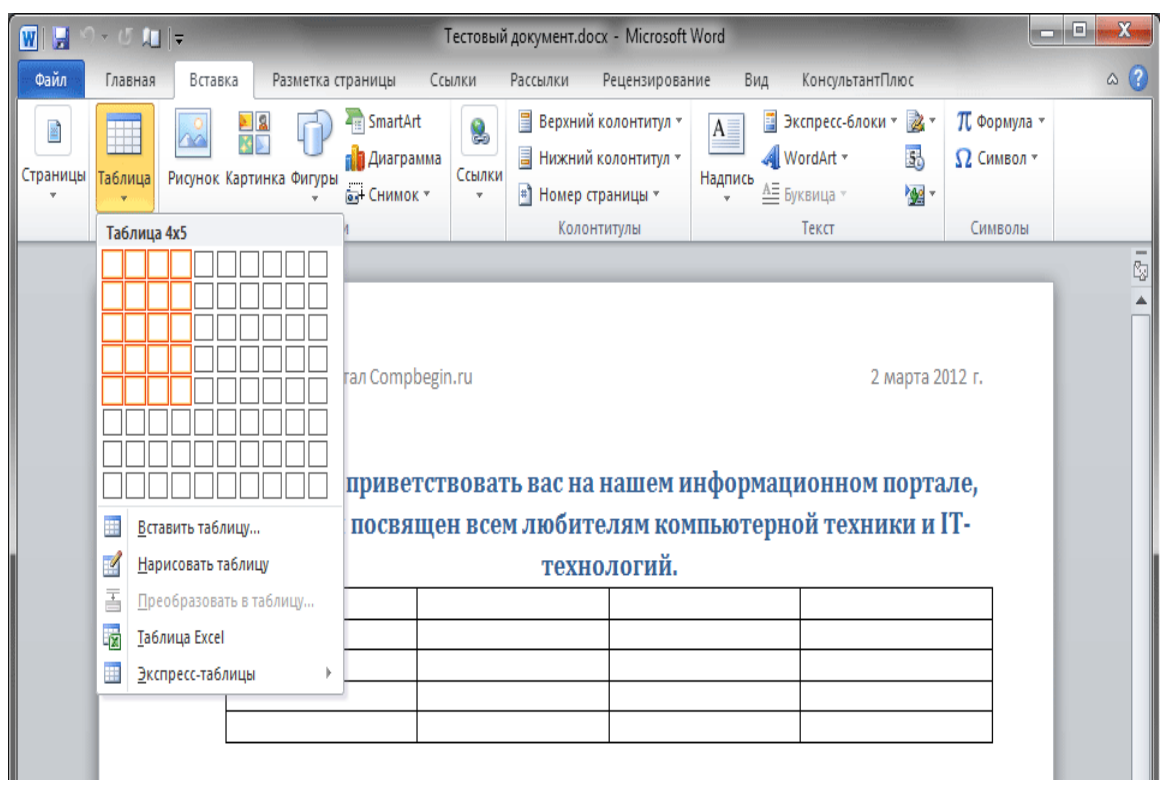 Тестовый документ.docx - Microsoft Word
Файл Главная Вставка Разметка страницы Ссылки Рассылки Рецензирование Вид КонсультантПлюс
Страницы
Таблица
Рисунок
Картинка
Фигуры
SmartArt
Диаграмма
Снимок
Ссылки
Верхний колонтитул
Нижний колонтитул
Номер страницы
Колонтитулы
Надпись
Экспресс-блоки
WordArt
Буквица
Текст
Формула
Символ
Символы
Таблица 4x5
Вставить таблицу...
Нарисовать таблицу
Преобразовать в таблицу...
Таблица Excel
Экспресс-таблицы
Compbegin.ru 2 марта 2012 г.
приветствовать вас на нашем информационном портале,
посвящен всем любителям компьютерной техники и IT-
технологий.